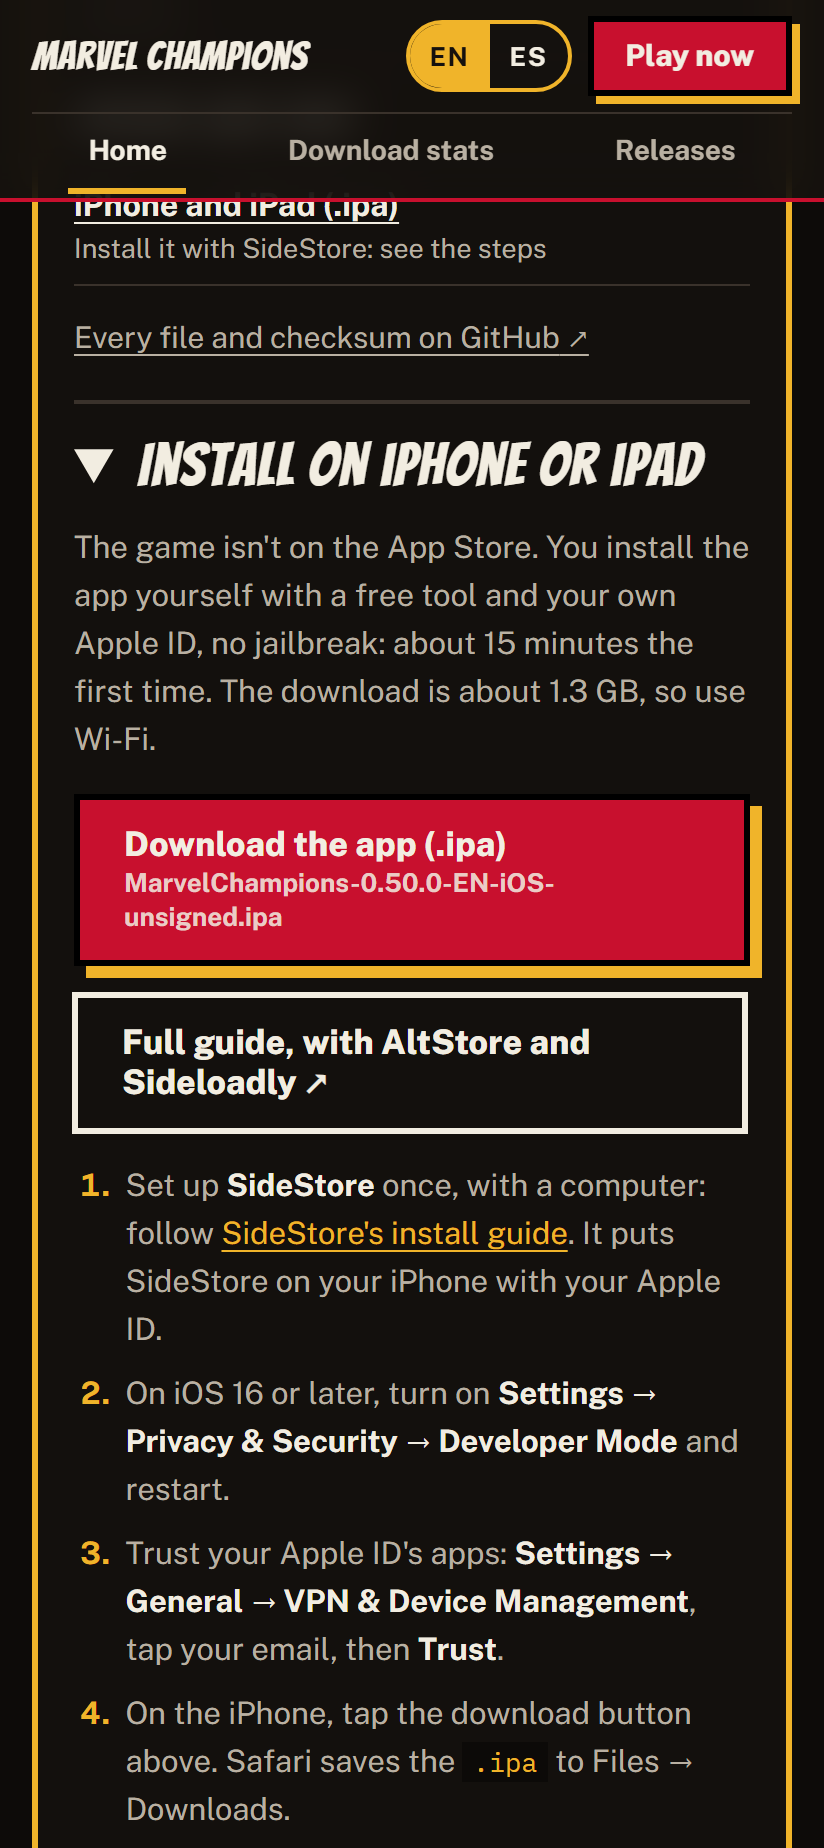 MARVEL CHAMPIONS
EN ES
Play now
Home Download stats Releases
iPhone and iPad (.ipa)
Install it with SideStore: see the steps
Every file and checksum on GitHub ↗
▼ INSTALL ON IPHONE OR IPAD
The game isn't on the App Store. You install the
app yourself with a free tool and your own
Apple ID, no jailbreak: about 15 minutes the
first time. The download is about 1.3 GB, so use
Wi-Fi.
Download the app (.ipa)
MarvelChampions-0.50.0-EN-iOS-
unsigned.ipa
Full guide, with AltStore and
Sideloadly ↗
1. Set up SideStore once, with a computer:
follow SideStore's install guide. It puts
SideStore on your iPhone with your Apple
ID.
2. On iOS 16 or later, turn on Settings →
Privacy & Security → Developer Mode and
restart.
3. Trust your Apple ID's apps: Settings →
General → VPN & Device Management,
tap your email, then Trust.
4. On the iPhone, tap the download button
above. Safari saves the .ipa to Files →
Downloads.